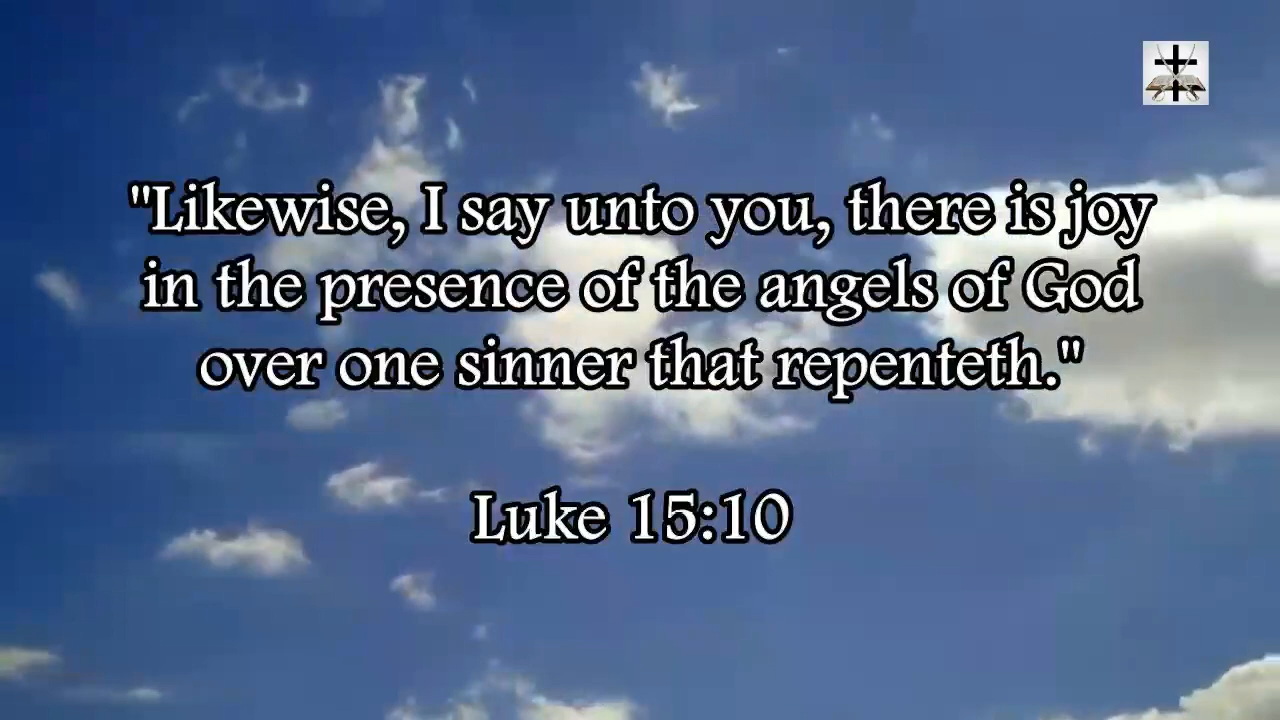 "Likewise, I say unto you, there is joy
in the presence of the angels of God
over one sinner that repenteth."
Luke 15:10